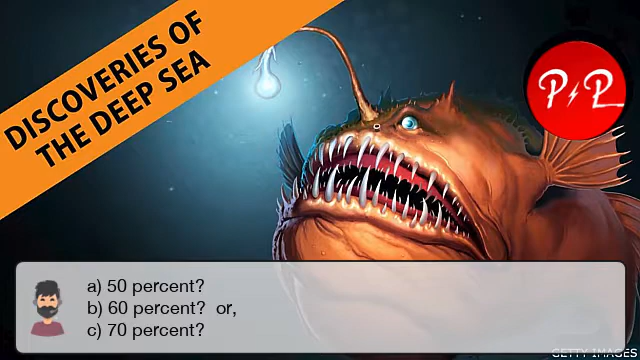 DISCOVERIES OF
THE DEEP SEA
P P
a) 50 percent?
b) 60 percent?  or,
c) 70 percent?
GETTY IMAGES